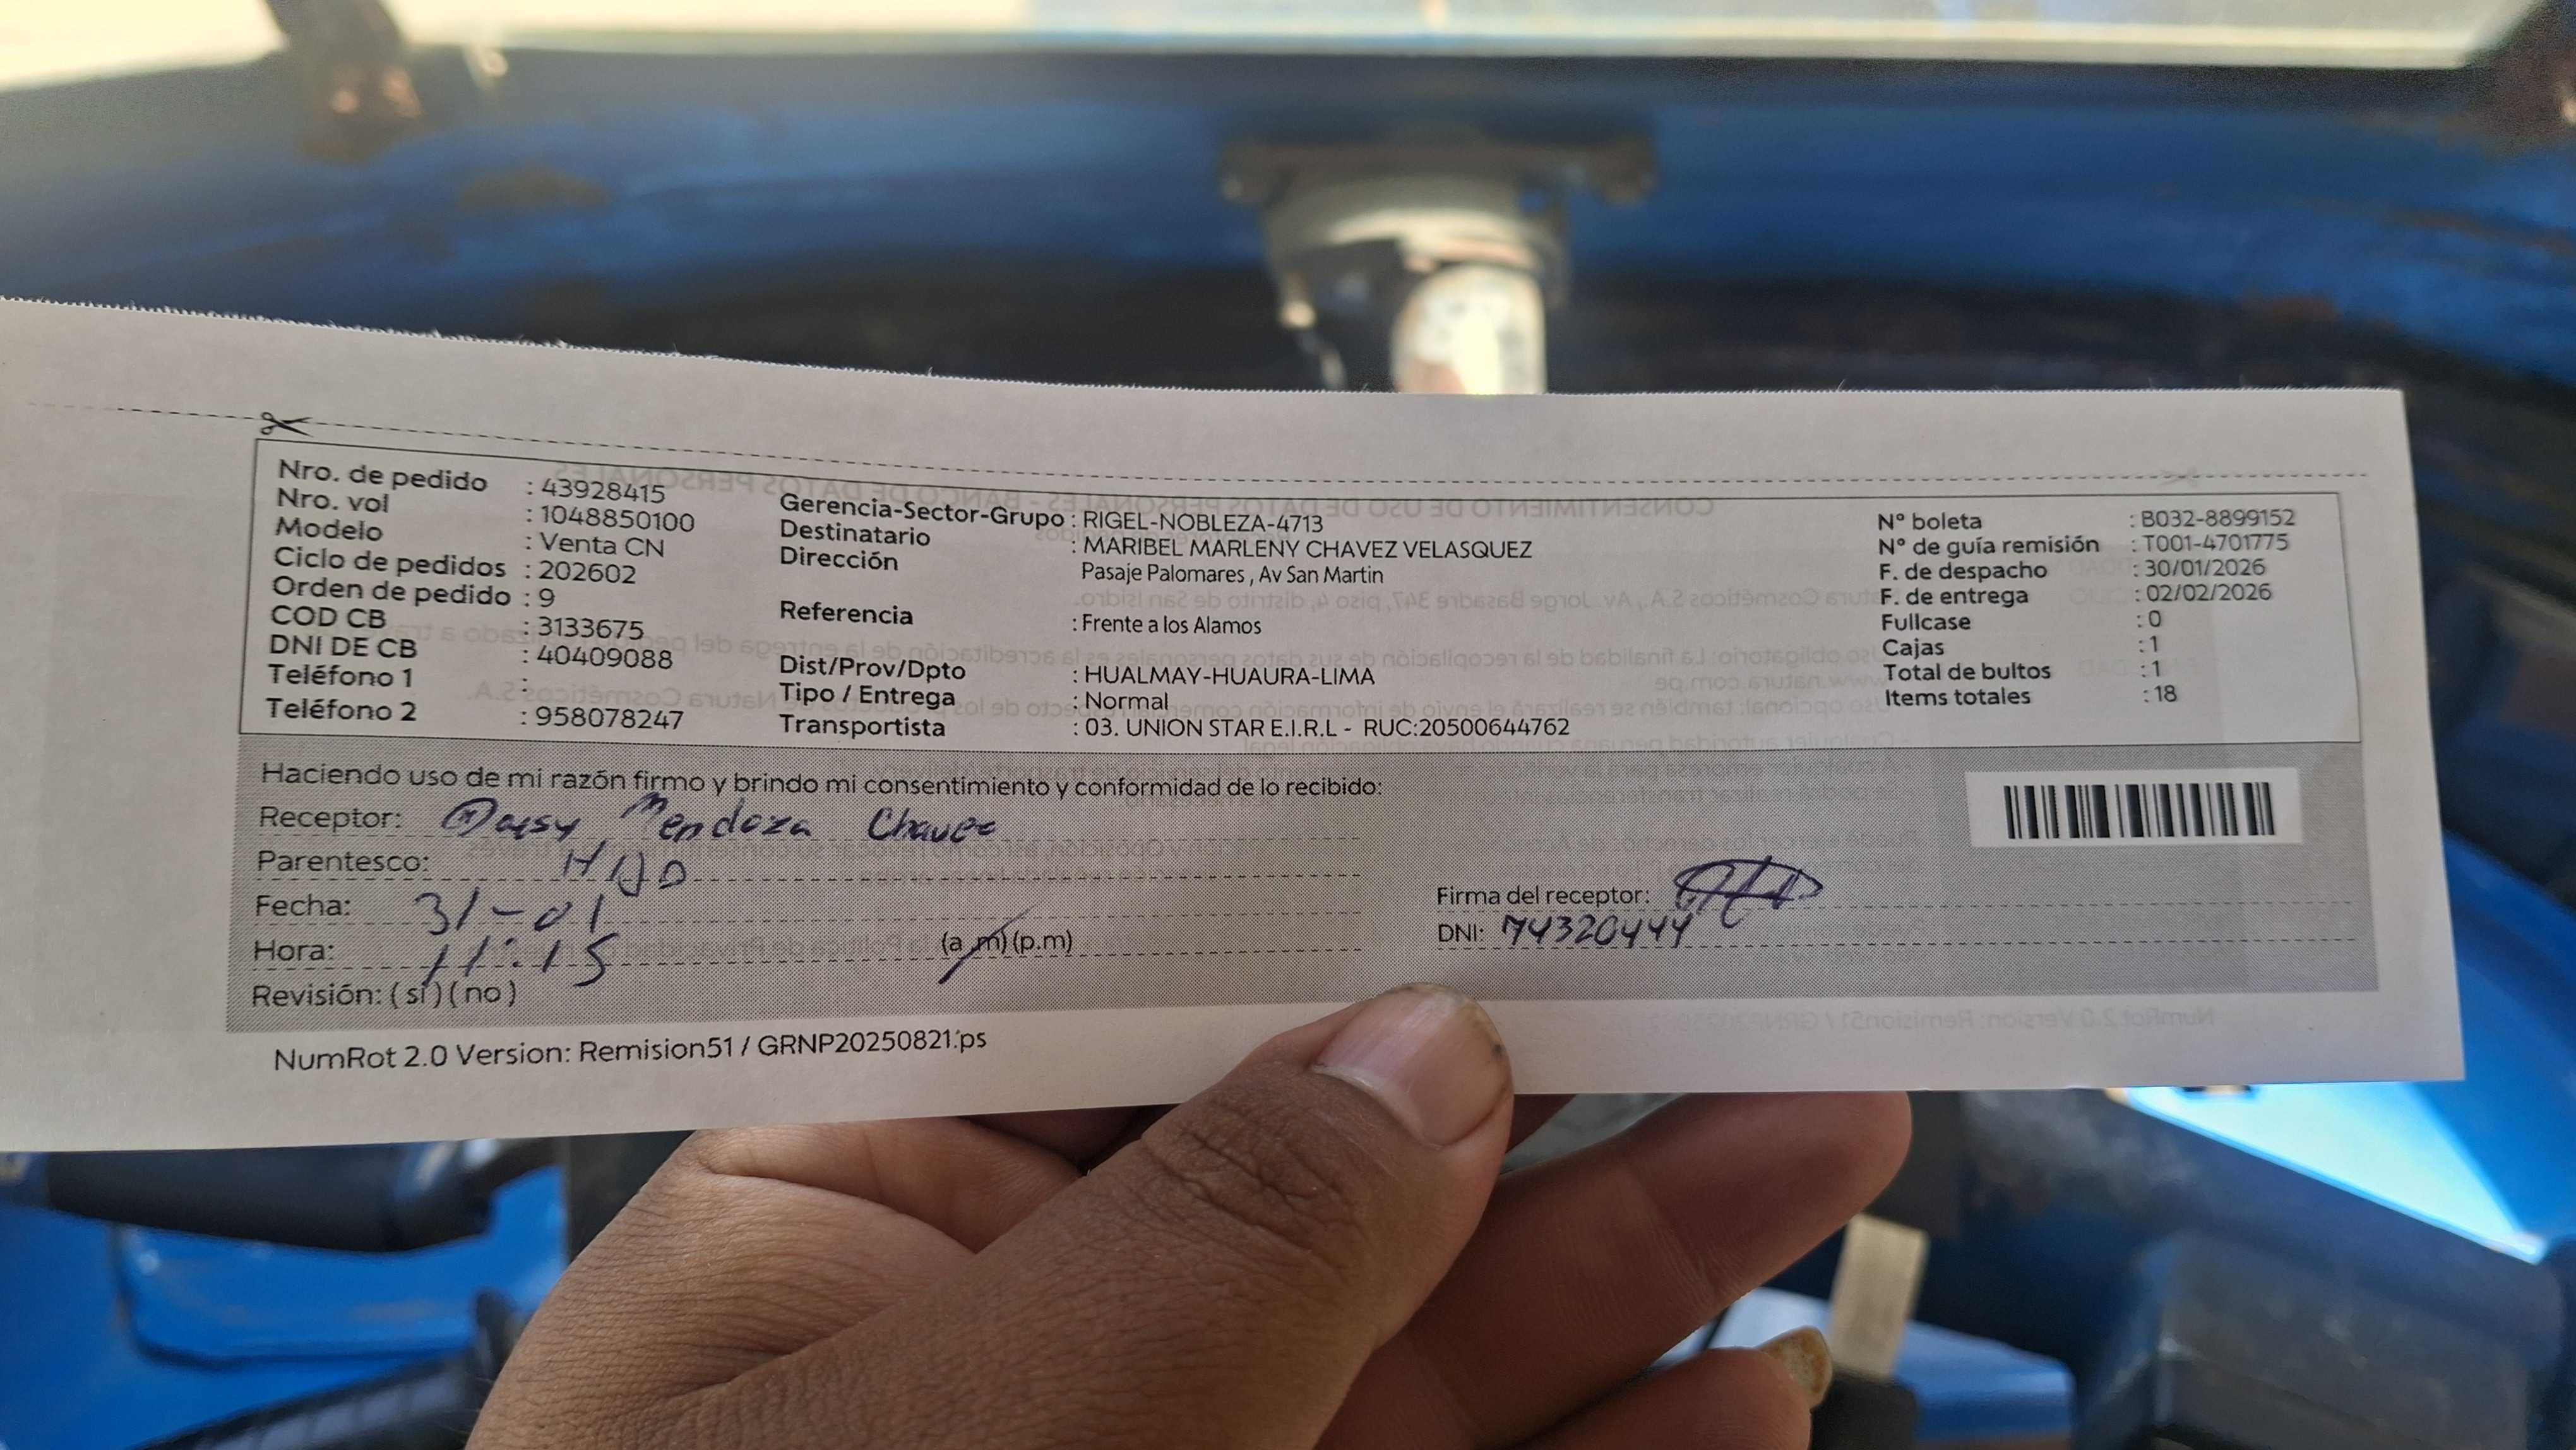 Nro. de pedido : 43928415
Nro. vol : 1048850100
Modelo : Venta CN
Ciclo de pedidos : 202602
Orden de pedido : 9
COD CB : 3133675
DNI DE CB : 40409088
Teléfono 1 :
Teléfono 2 : 958078247
Gerencia-Sector-Grupo : RIGEL-NOBLEZA-4713
Destinatario : MARIBEL MARLENY CHAVEZ VELASQUEZ
Dirección Pasaje Palomares , Av San Martin
Referencia : Frente a los Alamos
Dist/Prov/Dpto : HUALMAY-HUAURA-LIMA
Tipo / Entrega : Normal
Transportista : 03. UNION STAR E.I.R.L - RUC:20500644762
N° boleta : B032-8899152
N° de guía remisión : T001-4701775
F. de despacho : 30/01/2026
F. de entrega : 02/02/2026
Fullcase : 0
Cajas : 1
Total de bultos : 1
Items totales : 18
Haciendo uso de mi razón firmo y brindo mi consentimiento y conformidad de lo recibido:
Receptor: Mendoza Chavez
Parentesco: HIJO
Fecha: 31-01
Hora: 11:15 (a.m) (p.m)
Revisión: (si) (no)
Firma del receptor:
DNI: 74320444
NumRot 2.0 Version: Remision51 / GRNP20250821.ps